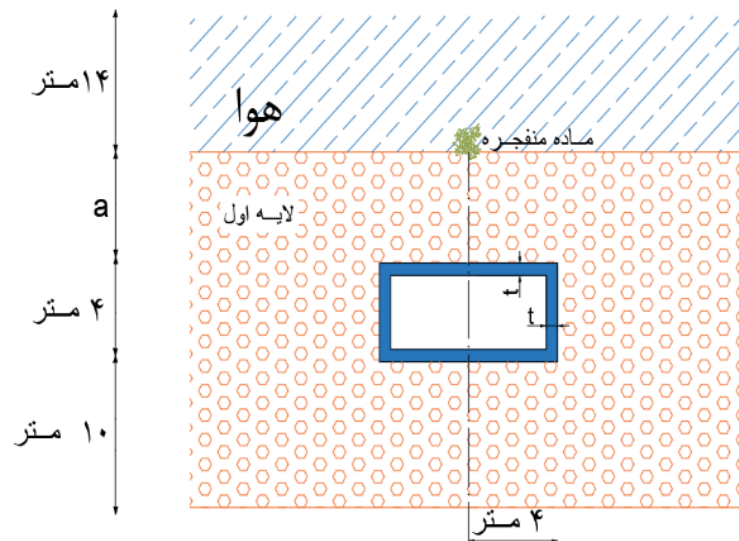 ۱۴متر
هوا
ماده منفجره
a
لایه اول
t
t
۴ متر
۱۰ متر
۴ متر